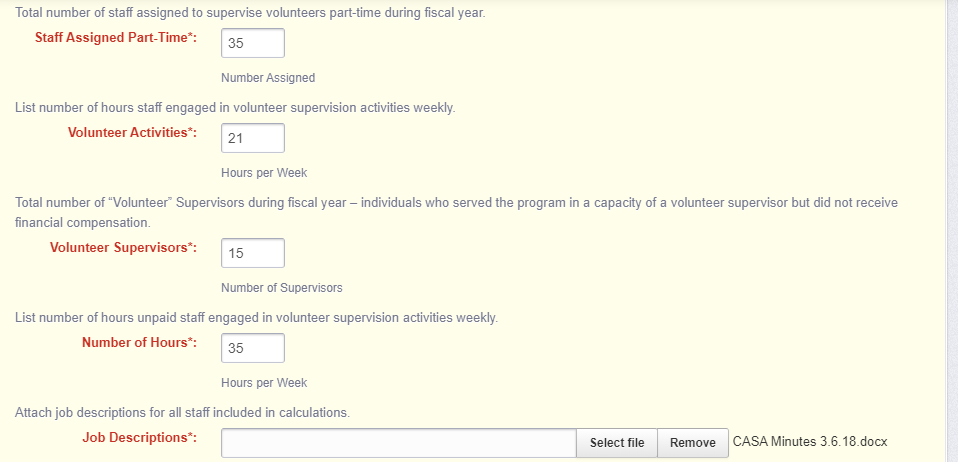 Total number of staff assigned to supervise volunteers part-time during fiscal year.
Staff Assigned Part-Time*: 35
Number Assigned
List number of hours staff engaged in volunteer supervision activities weekly.
Volunteer Activities*: 21
Hours per Week
Total number of “Volunteer” Supervisors during fiscal year – individuals who served the program in a capacity of a volunteer supervisor but did not receive
financial compensation.
Volunteer Supervisors*: 15
Number of Supervisors
List number of hours unpaid staff engaged in volunteer supervision activities weekly.
Number of Hours*: 35
Hours per Week
Attach job descriptions for all staff included in calculations.
Job Descriptions*: Select file Remove CASA Minutes 3.6.18.docx